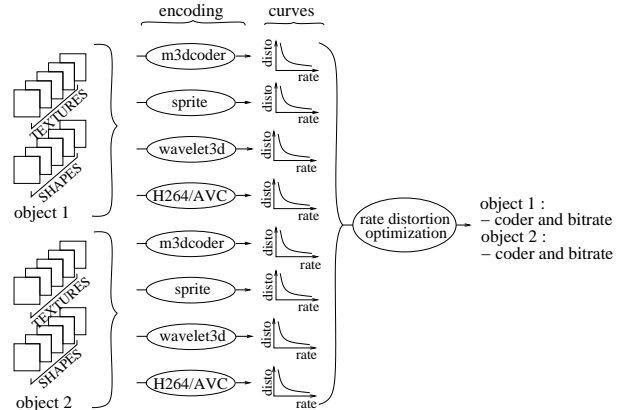 encoding curves
m3dcoder disto rate
sprite disto rate
TEXTURES
wavelet3d disto rate
SHAPES
H264/AVC disto rate
object 1
rate distortion
optimization
object 1 :
– coder and bitrate
object 2 :
– coder and bitrate
m3dcoder disto rate
sprite disto rate
TEXTURES
wavelet3d disto rate
SHAPES
H264/AVC disto rate
object 2